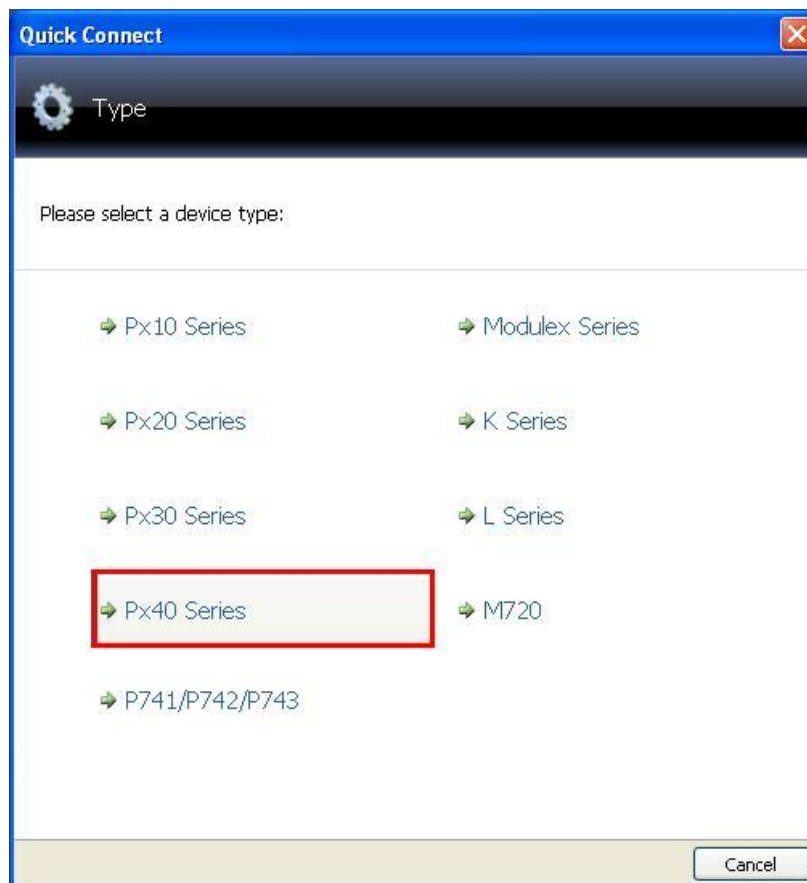 Quick Connect
Type
Please select a device type:
Px10 Series
Modulex Series
Px20 Series
K Series
Px30 Series
L Series
Px40 Series
M720
P741/P742/P743
Cancel